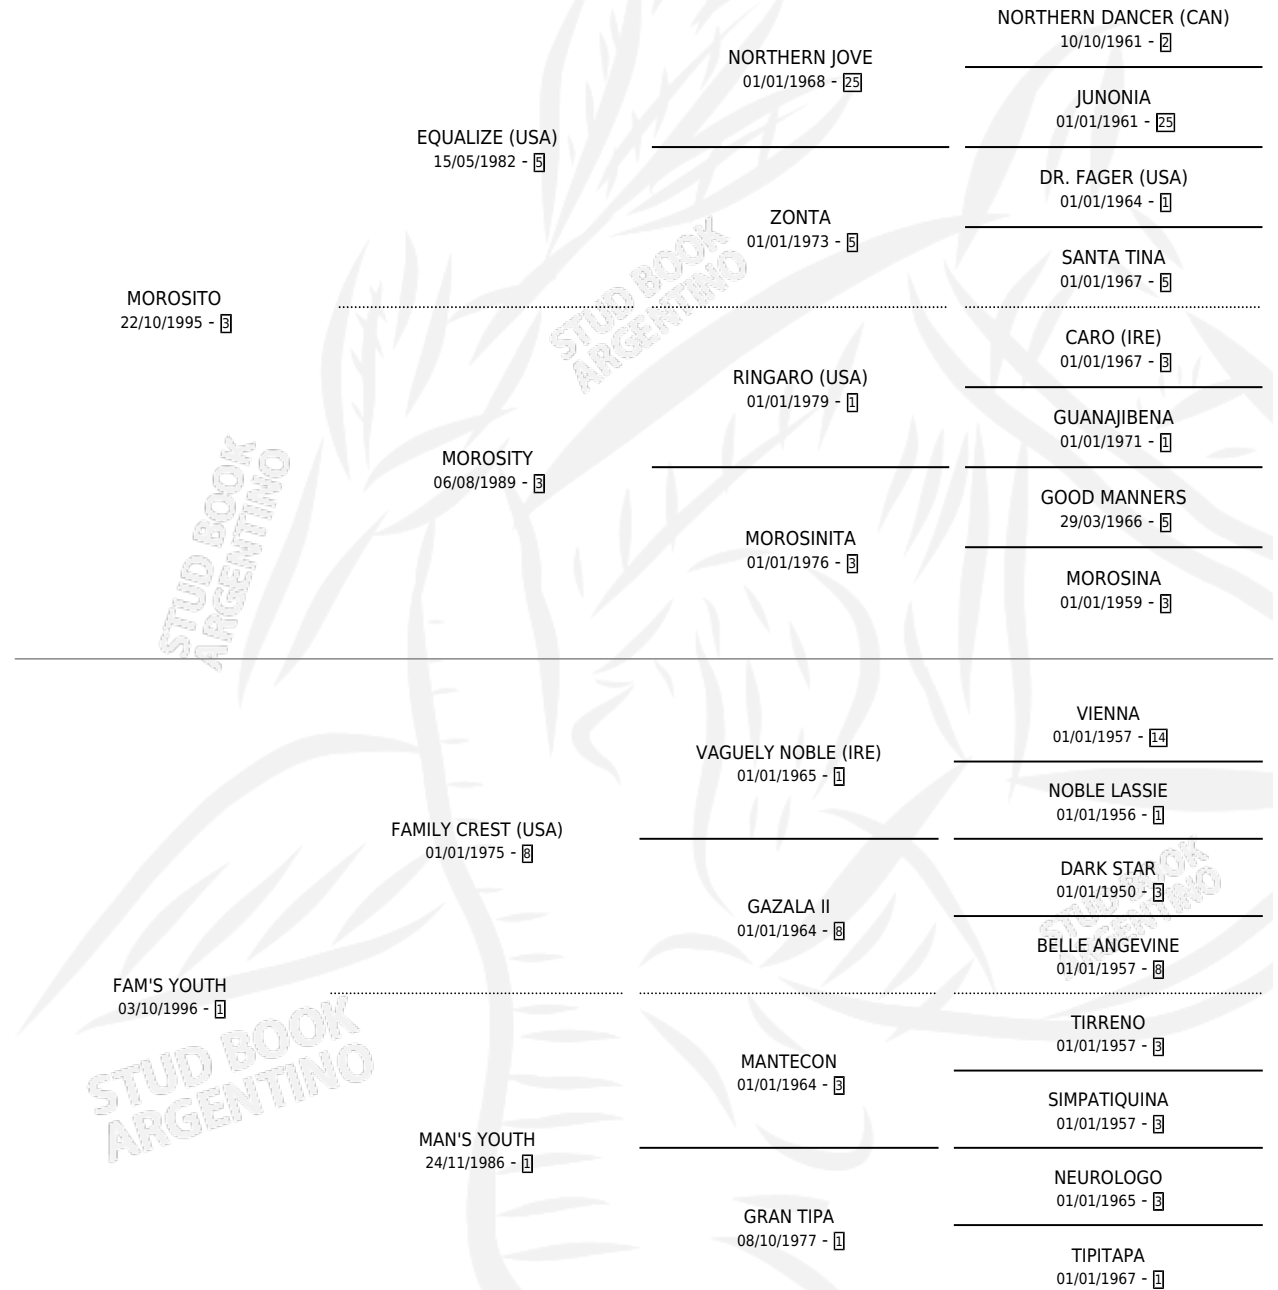 NORTHERN DANCER (CAN)
10/10/1961 - 2
NORTHERN JOVE
01/01/1968 - 25
JUNONIA
01/01/1961 - 25
EQUALIZE (USA)
15/05/1982 - 5
DR. FAGER (USA)
01/01/1964 - 1
ZONTA
01/01/1973 - 5
SANTA TINA
01/01/1967 - 5
MOROSITO
22/10/1995 - 3
CARO (IRE)
01/01/1967 - 3
RINGARO (USA)
01/01/1979 - 1
GUANAJIBENA
01/01/1971 - 1
MOROSITY
06/08/1989 - 3
GOOD MANNERS
29/03/1966 - 5
MOROSINITA
01/01/1976 - 3
MOROSINA
01/01/1959 - 3
VIENNA
01/01/1957 - 14
VAGUELY NOBLE (IRE)
01/01/1965 - 1
NOBLE LASSIE
01/01/1956 - 1
FAMILY CREST (USA)
01/01/1975 - 8
DARK STAR
01/01/1950 - 3
GAZALA II
01/01/1964 - 8
BELLE ANGEVINE
01/01/1957 - 8
FAM'S YOUTH
03/10/1996 - 1
TIRRENO
01/01/1957 - 3
MANTECON
01/01/1964 - 3
SIMPATIQUINA
01/01/1957 - 3
MAN'S YOUTH
24/11/1986 - 1
NEUROLOGO
01/01/1965 - 3
GRAN TIPA
08/10/1977 - 1
TIPITAPA
01/01/1967 - 1
STUD BOOK
ARGENTINO
STUD BOOK
ARGENTINO
STUD BOOK
ARGENTINO
STUD BOOK
ARGENTINO